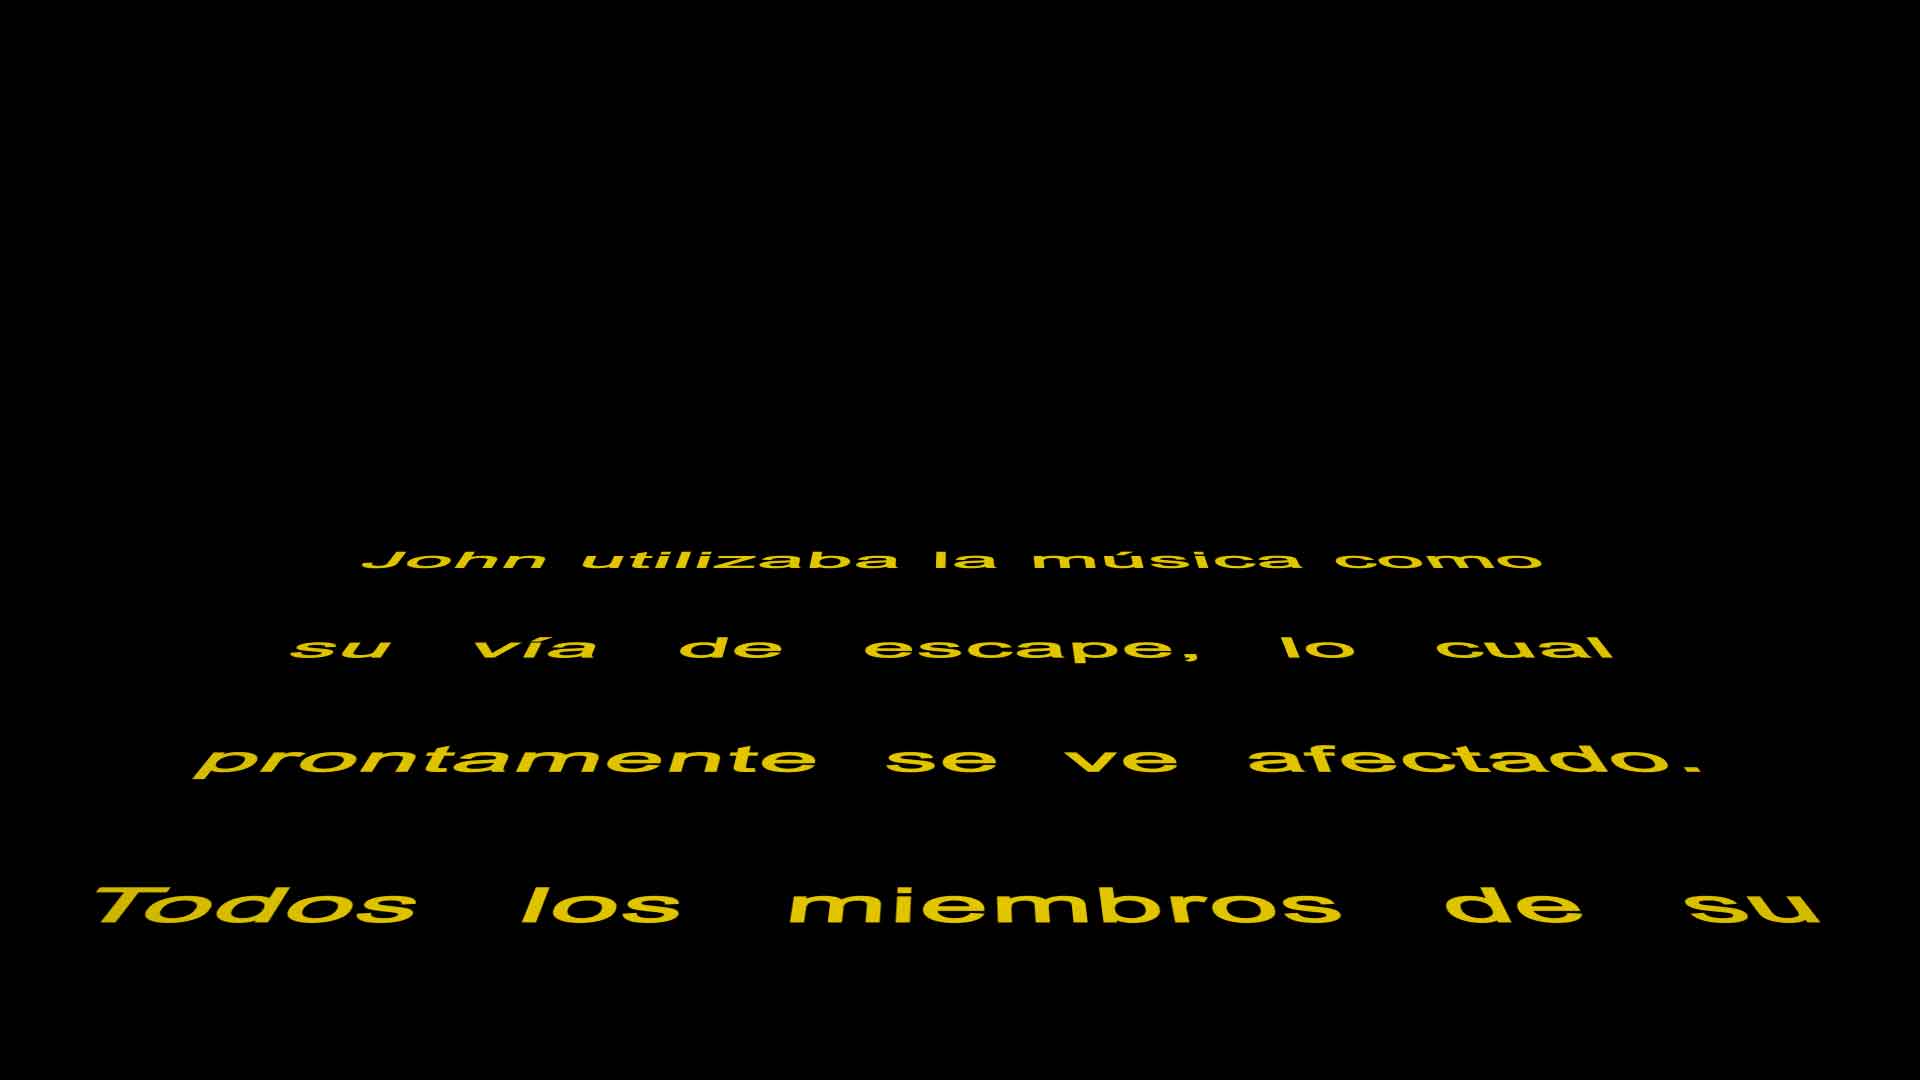 John utilizaba la música como
su vía de escape, lo cual
prontamente se ve afectado.
Todos los miembros de su